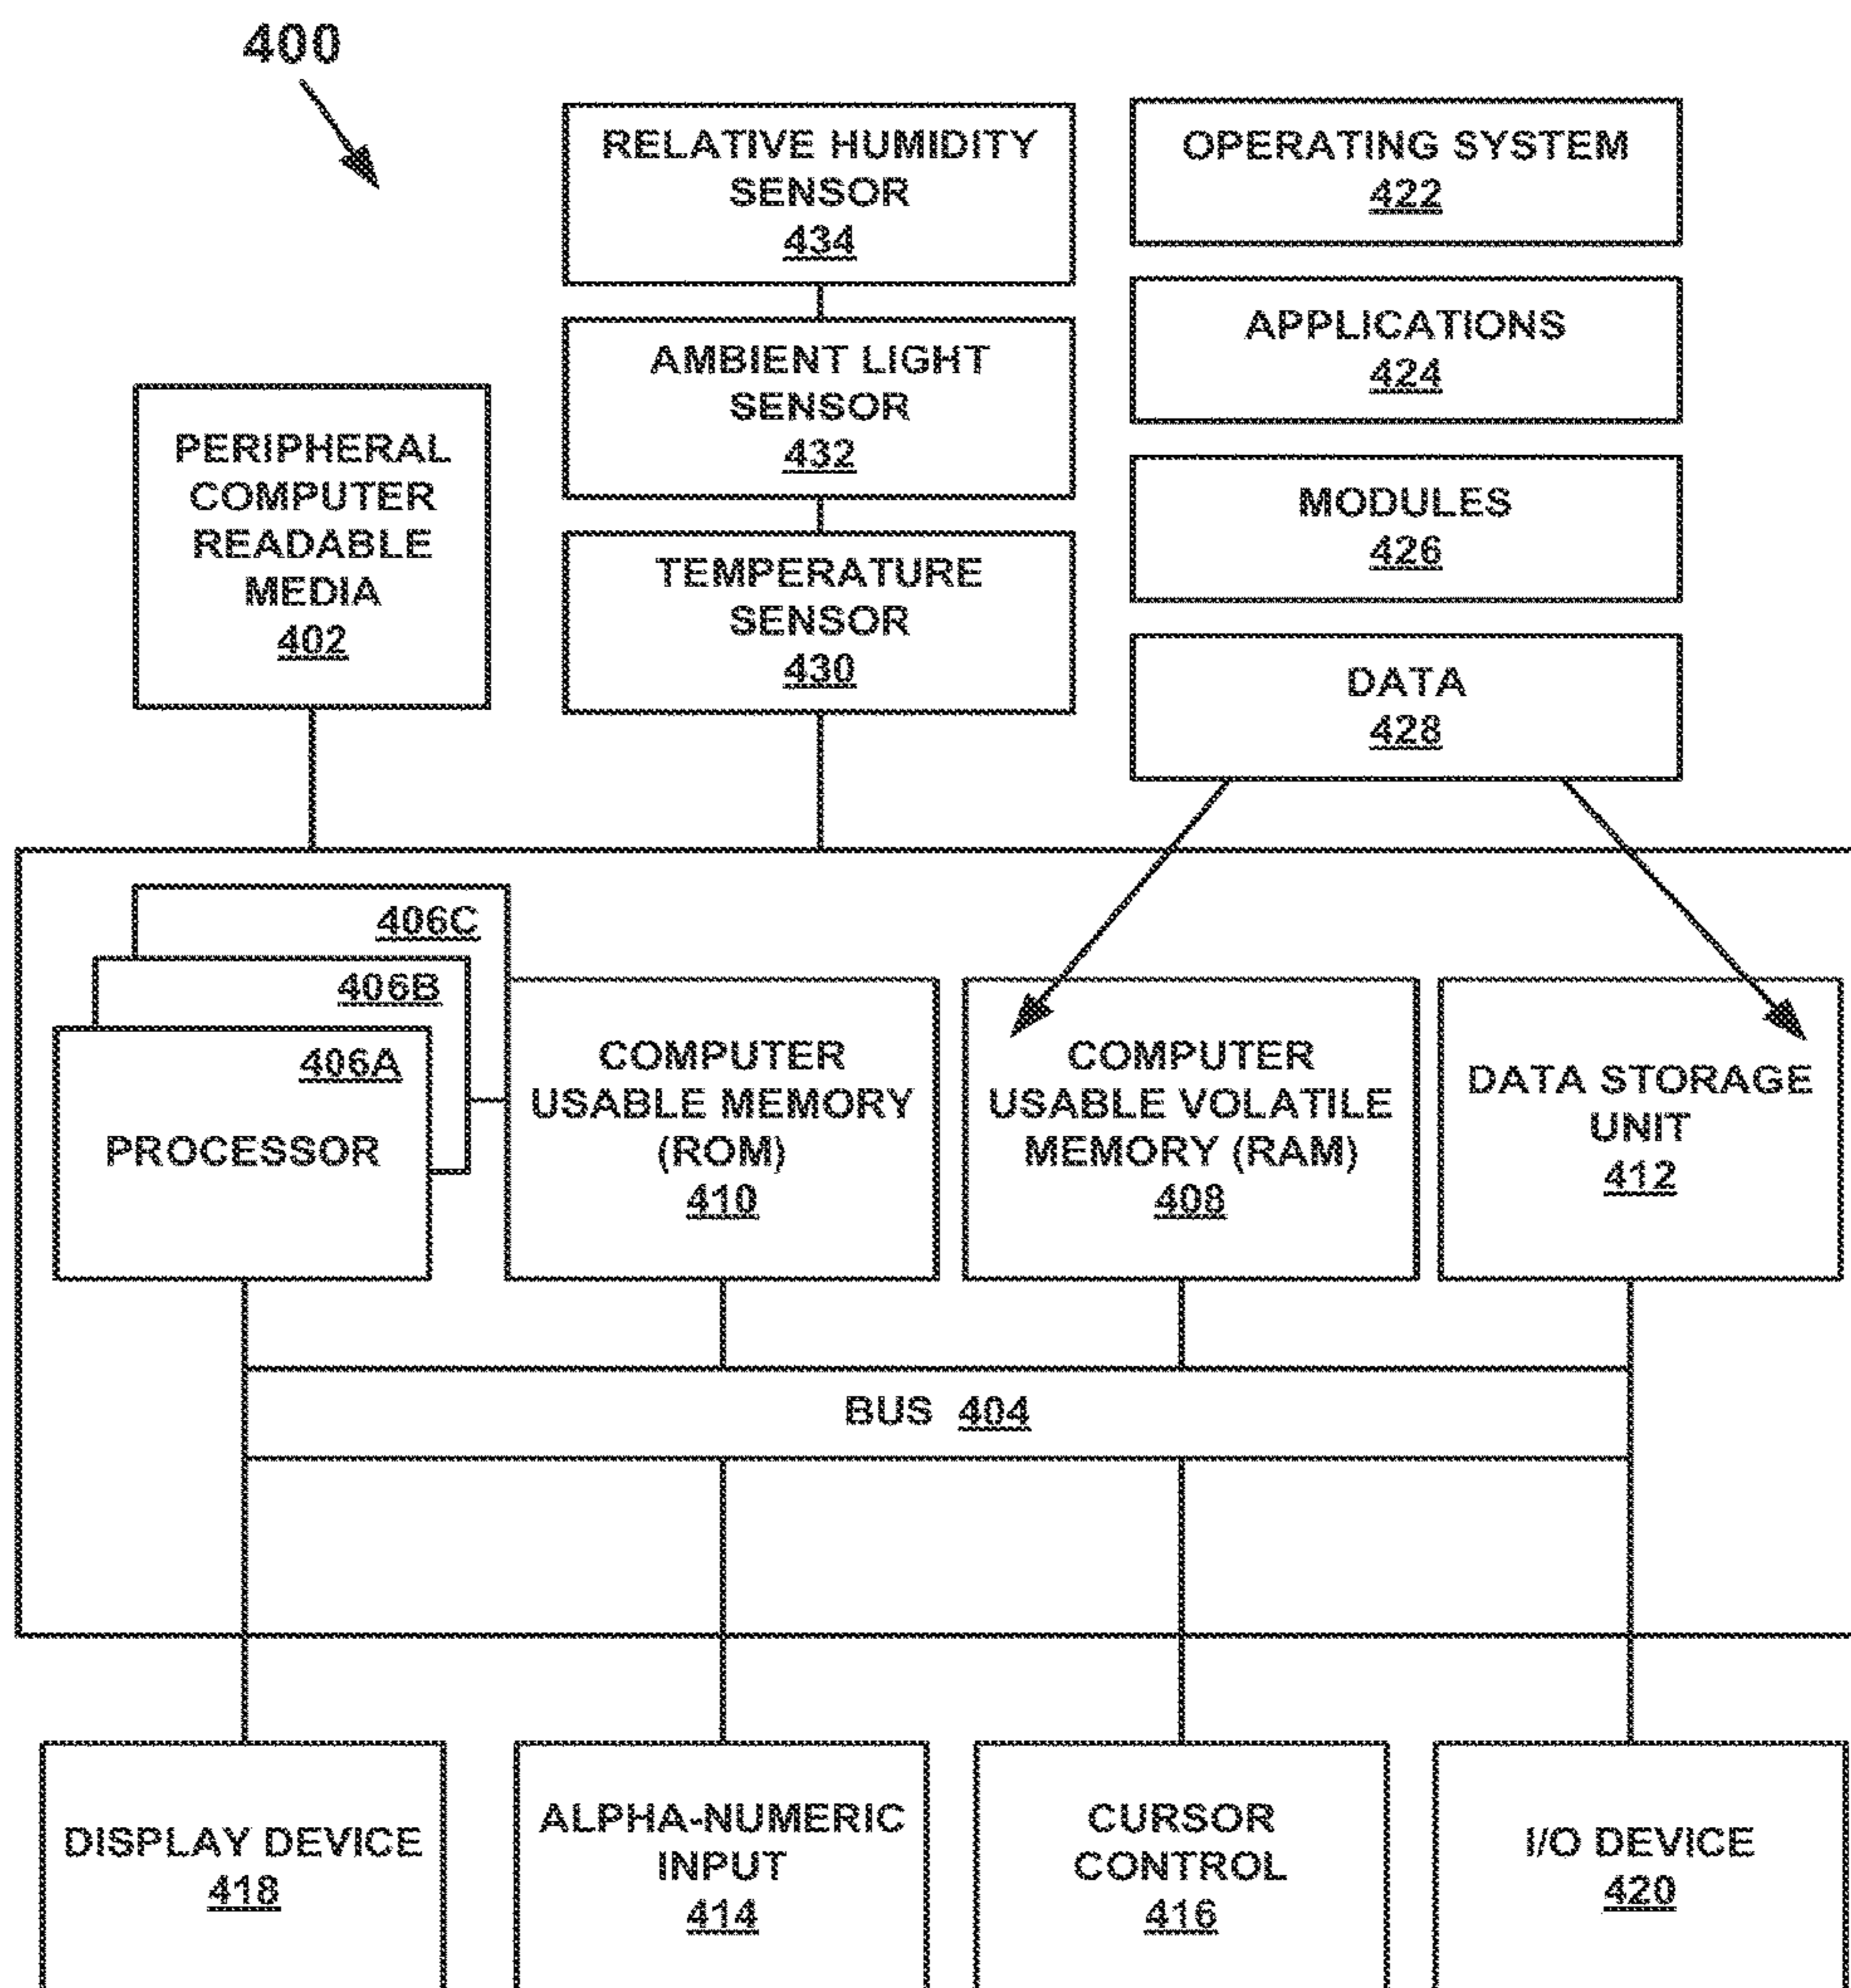 400
RELATIVE HUMIDITY
SENSOR
434
OPERATING SYSTEM
422
APPLICATIONS
424
AMBIENT LIGHT
SENSOR
432
PERIPHERAL
COMPUTER
READABLE
MEDIA
402
MODULES
426
TEMPERATURE
SENSOR
430
DATA
428
406C
406B
406A
PROCESSOR
COMPUTER
USABLE MEMORY
(ROM)
410
COMPUTER
USABLE VOLATILE
MEMORY (RAM)
408
DATA STORAGE
UNIT
412
BUS 404
DISPLAY DEVICE
418
ALPHA-NUMERIC
INPUT
414
CURSOR
CONTROL
416
I/O DEVICE
420